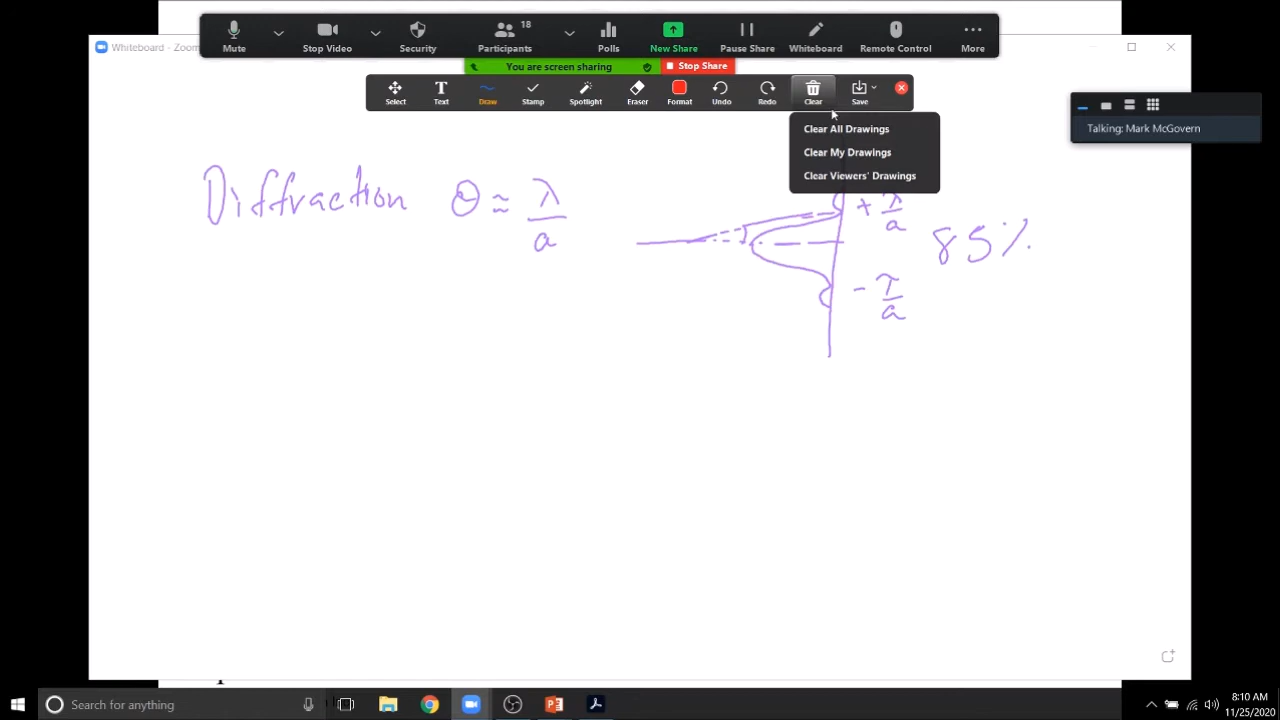 18
Mute
Stop Video
Security
Participants
Polls
New Share
Pause Share
Whiteboard
Remote Control
More
Whiteboard - Zoom
You are screen sharing
Stop Share
Select
Text
Draw
Stamp
Spotlight
Eraser
Format
Undo
Redo
Clear
Save
Talking: Mark McGovern
Clear All Drawings
Clear My Drawings
Clear Viewers' Drawings
Diffraction θ ≈ λ/a
+ λ/a
85%
- λ/a
Search for anything
8:10 AM
11/25/2020